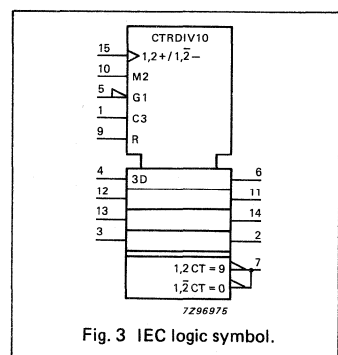 CTRDIV10
15 1,2+/1,2̅−
10 M2
5 G1
1 C3
9 R
4 3D 6
12 11
13 14
3 2
1,2 CT = 9 7
1,2̅ CT = 0
7Z96975
Fig. 3 IEC logic symbol.